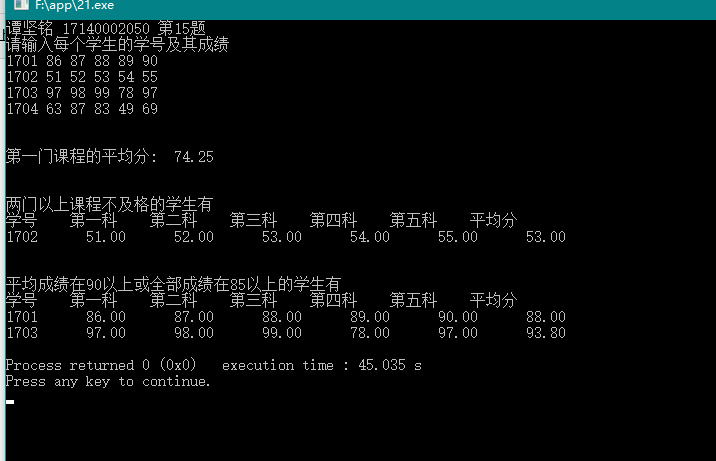 F:\app\21.exe
谭坚铭 17140002050 第15题
请输入每个学生的学号及其成绩
1701 86 87 88 89 90
1702 51 52 53 54 55
1703 97 98 99 78 97
1704 63 87 83 49 69
第一门课程的平均分: 74.25
两门以上课程不及格的学生有
学号 第一科 第二科 第三科 第四科 第五科 平均分
1702 51.00 52.00 53.00 54.00 55.00 53.00
平均成绩在90以上或全部成绩在85以上的学生有
学号 第一科 第二科 第三科 第四科 第五科 平均分
1701 86.00 87.00 88.00 89.00 90.00 88.00
1703 97.00 98.00 99.00 78.00 97.00 93.80
Process returned 0 (0x0) execution time : 45.035 s
Press any key to continue.